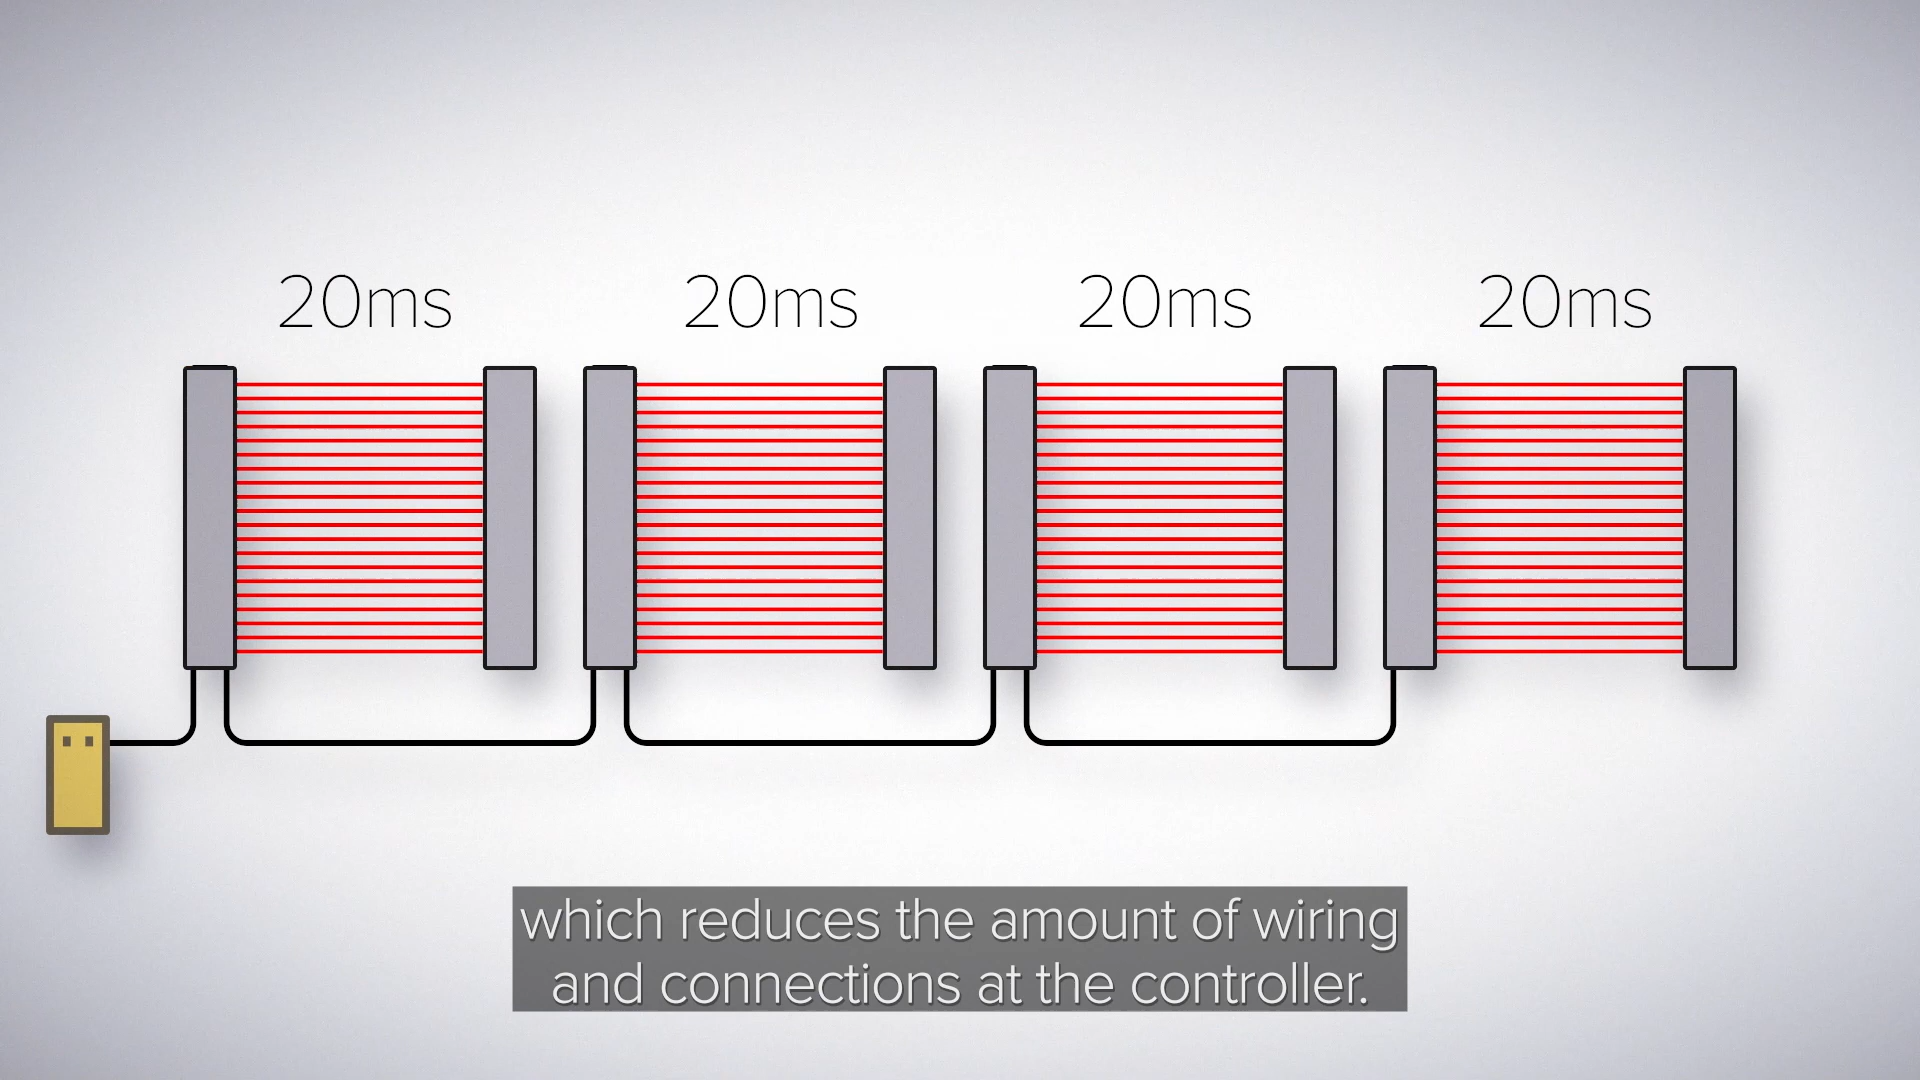 20ms 20ms 20ms 20ms
which reduces the amount of wiring
and connections at the controller.